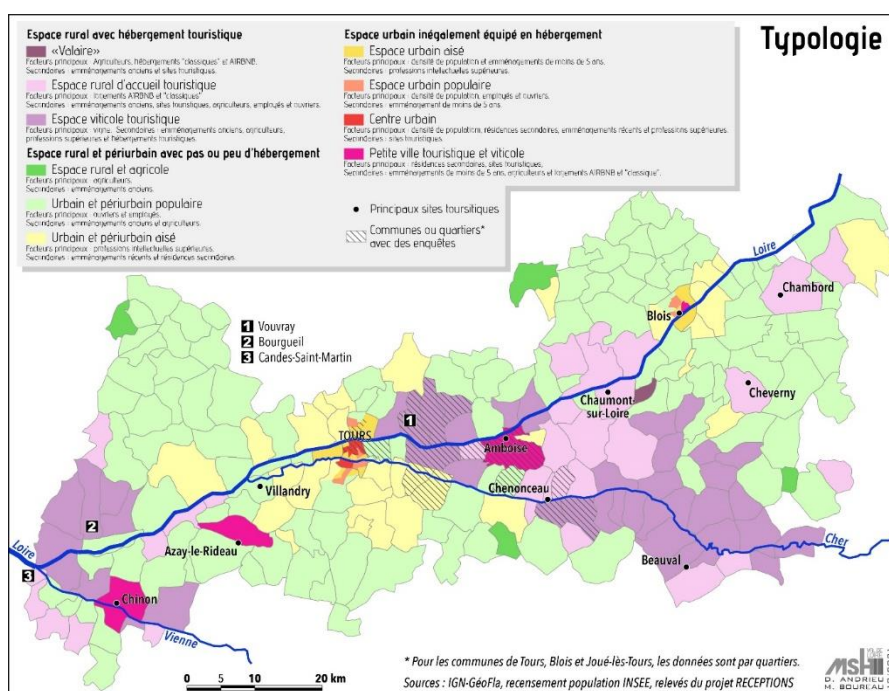 Typologie
Espace rural avec hébergement touristique
«Valaire»
Facteurs principaux : Agriculteurs, hébergements "classiques" et AIRBNB.
Secondaires : emménagements anciens et sites touristiques.
Espace rural d'accueil touristique
Facteurs principaux : logements AIRBNB et "classiques"
Secondaires : emménagements anciens, sites touristiques, agriculteurs, employés et ouvriers.
Espace viticole touristique
Facteurs principaux : vigne. Secondaires : emménagements anciens, agriculteurs,
professions supérieures et hébergements touristiques.
Espace rural et périurbain avec pas ou peu d'hébergement
Espace rural et agricole
Facteurs principaux : agriculteurs.
Secondaires : emménagements anciens.
Urbain et périurbain populaire
Facteurs principaux : ouvriers et employés.
Secondaires : emménagements anciens et agriculteurs.
Urbain et périurbain aisé
Facteurs principaux : professions intellectuelles supérieures.
Secondaires : emménagements récents et résidences secondaires.
Espace urbain inégalement équipé en hébergement
Espace urbain aisé
Facteurs principaux : densité de population et emménagements de moins de 5 ans.
Secondaires : professions intellectuelles supérieures.
Espace urbain populaire
Facteurs principaux : densité de population, employés et ouvriers.
Secondaires : emménagement de moins de 5 ans.
Centre urbain
Facteurs principaux : densité de population, résidences secondaires, emménagements récents et professions supérieures.
Secondaires : sites touristiques.
Petite ville touristique et viticole
Facteurs principaux : résidences secondaires, sites touristiques,
Secondaires : emménagements de moins de 5 ans, agriculteurs et logements AIRBNB et "classique".
Principaux sites toursitiques
Communes ou quartiers*
avec des enquêtes
1 Vouvray
2 Bourgueil
3 Candes-Saint-Martin
Loire
Chambord
Blois
Cheverny
Chaumont-
sur-Loire
1
TOURS
Amboise
Chenonceau
Villandry
2
Azay-le-Rideau
Cher
Beauval
Loire
3
Chinon
Vienne
0
10
20 km
* Pour les communes de Tours, Blois et Joué-lès-Tours, les données sont par quartiers.
Sources : IGN-GéoFla, recensement population INSEE, relevés du projet RECEPTIONS
MSH
D. ANDRIEU
M. BOUREAU